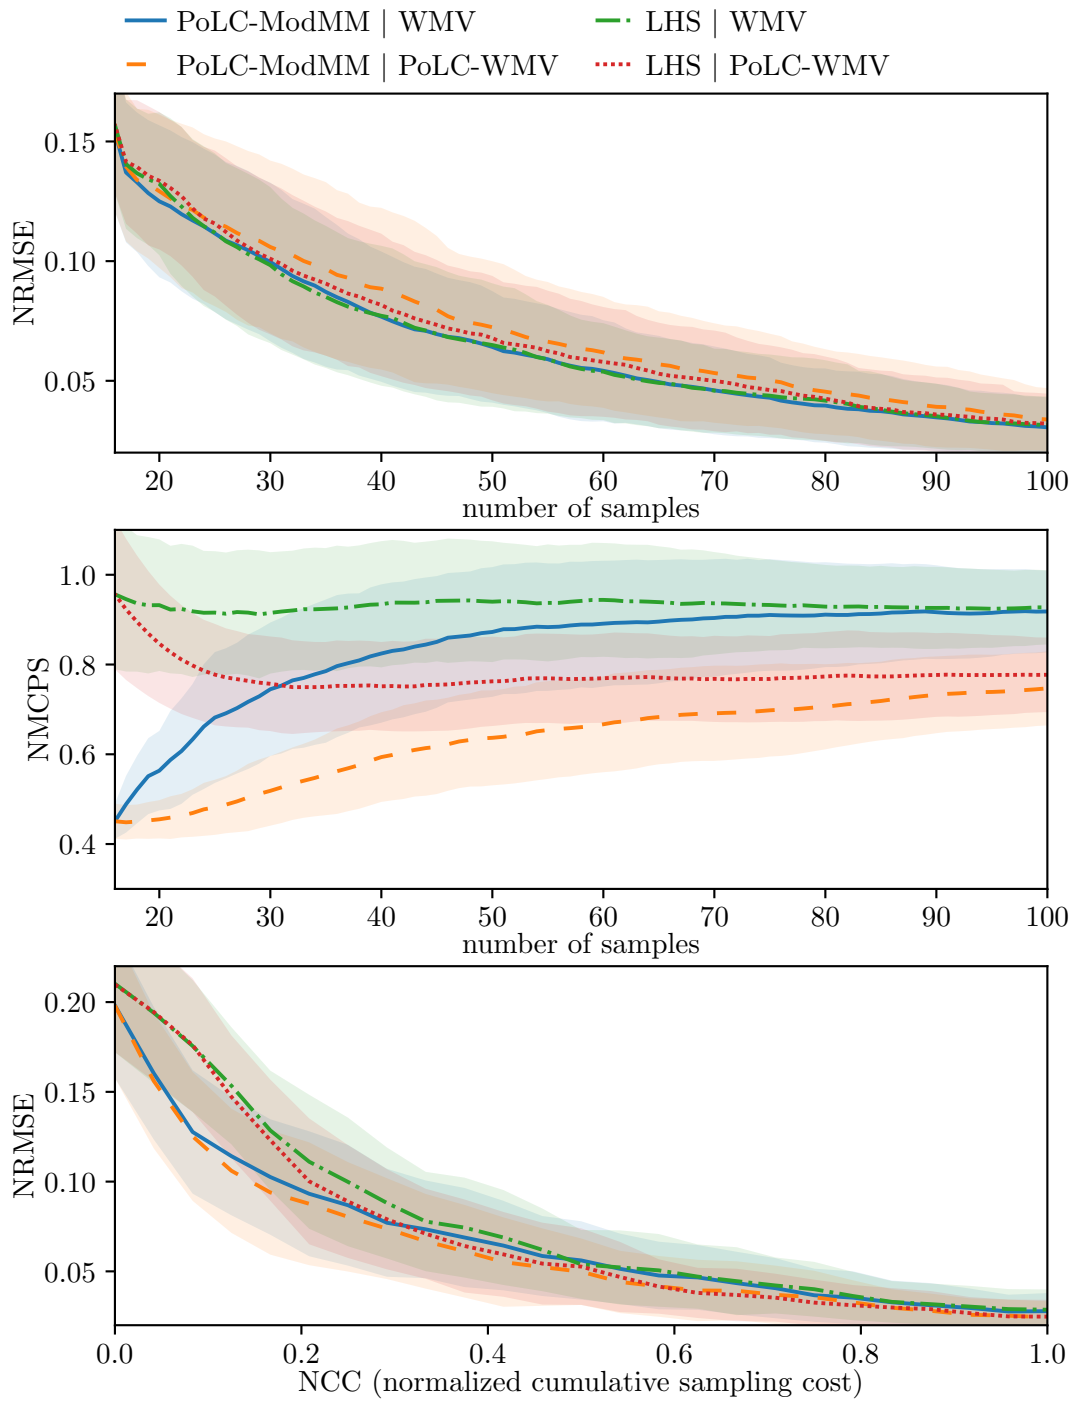 PoLC-ModMM | WMV
LHS | WMV
PoLC-ModMM | PoLC-WMV
LHS | PoLC-WMV
0.15
0.10
0.05
NRMSE
20 30 40 50 60 70 80 90 100
number of samples
1.0
0.8
0.6
0.4
NMCPS
20 30 40 50 60 70 80 90 100
number of samples
0.20
0.15
0.10
0.05
NRMSE
0.0 0.2 0.4 0.6 0.8 1.0
NCC (normalized cumulative sampling cost)